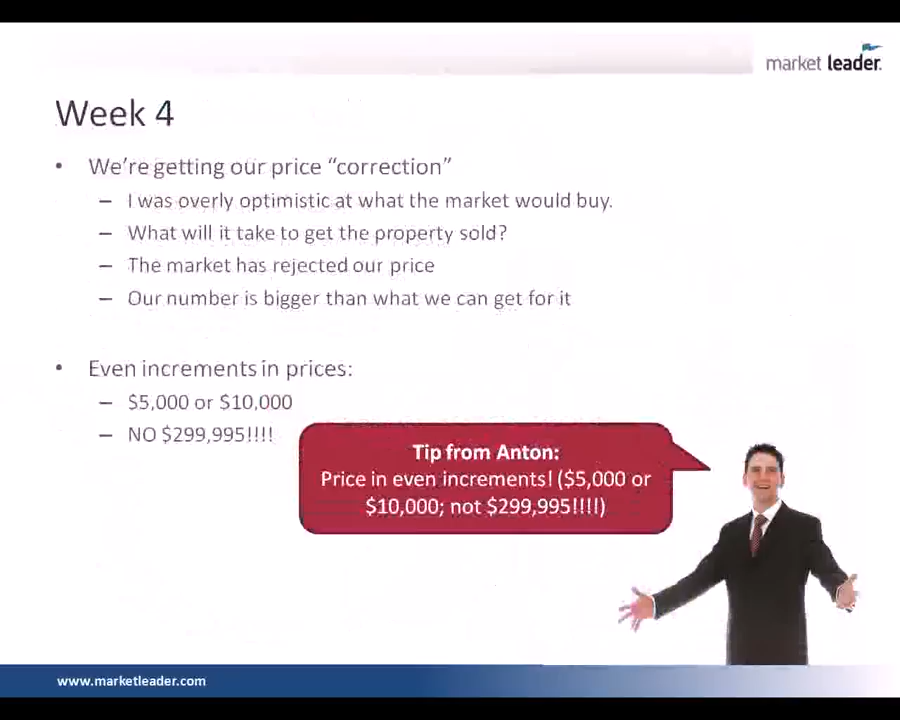 market leader.
Week 4
• We're getting our price “correction”
– I was overly optimistic at what the market would buy.
– What will it take to get the property sold?
– The market has rejected our price
– Our number is bigger than what we can get for it
• Even increments in prices:
– $5,000 or $10,000
– NO $299,995!!!!
Tip from Anton:
Price in even increments! ($5,000 or
$10,000; not $299,995!!!!)
www.marketleader.com